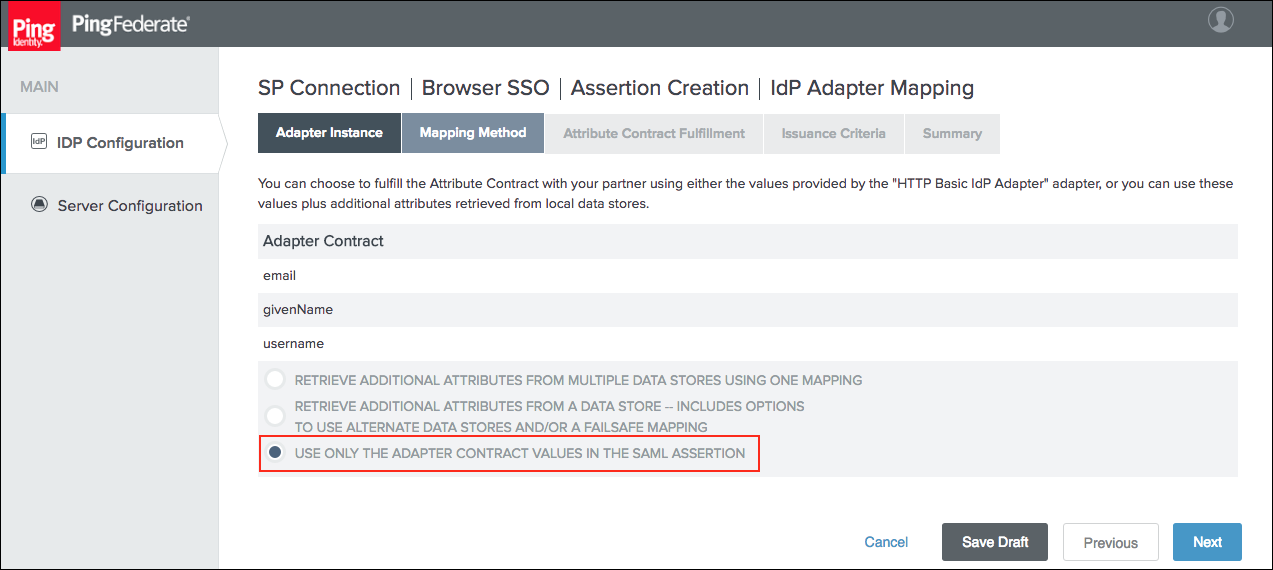 Ping
Identity.
PingFederate®
MAIN
IdP
IDP Configuration
Server Configuration
SP Connection | Browser SSO | Assertion Creation | IdP Adapter Mapping
Adapter Instance
Mapping Method
Attribute Contract Fulfillment
Issuance Criteria
Summary
You can choose to fulfill the Attribute Contract with your partner using either the values provided by the "HTTP Basic IdP Adapter" adapter, or you can use these
values plus additional attributes retrieved from local data stores.
Adapter Contract
email
givenName
username
RETRIEVE ADDITIONAL ATTRIBUTES FROM MULTIPLE DATA STORES USING ONE MAPPING
RETRIEVE ADDITIONAL ATTRIBUTES FROM A DATA STORE -- INCLUDES OPTIONS
TO USE ALTERNATE DATA STORES AND/OR A FAILSAFE MAPPING
USE ONLY THE ADAPTER CONTRACT VALUES IN THE SAML ASSERTION
Cancel
Save Draft
Previous
Next